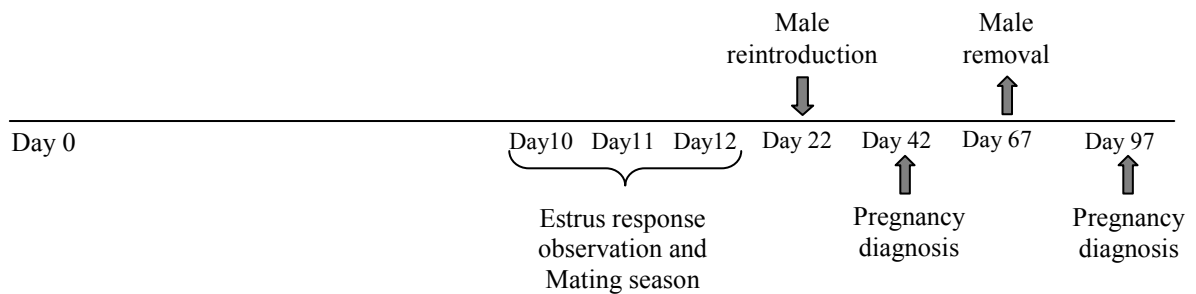 Male
reintroduction
Male
removal
Day 0
Day10 Day11 Day12 Day 22 Day 42 Day 67 Day 97
Estrus response
observation and
Mating season
Pregnancy
diagnosis
Pregnancy
diagnosis